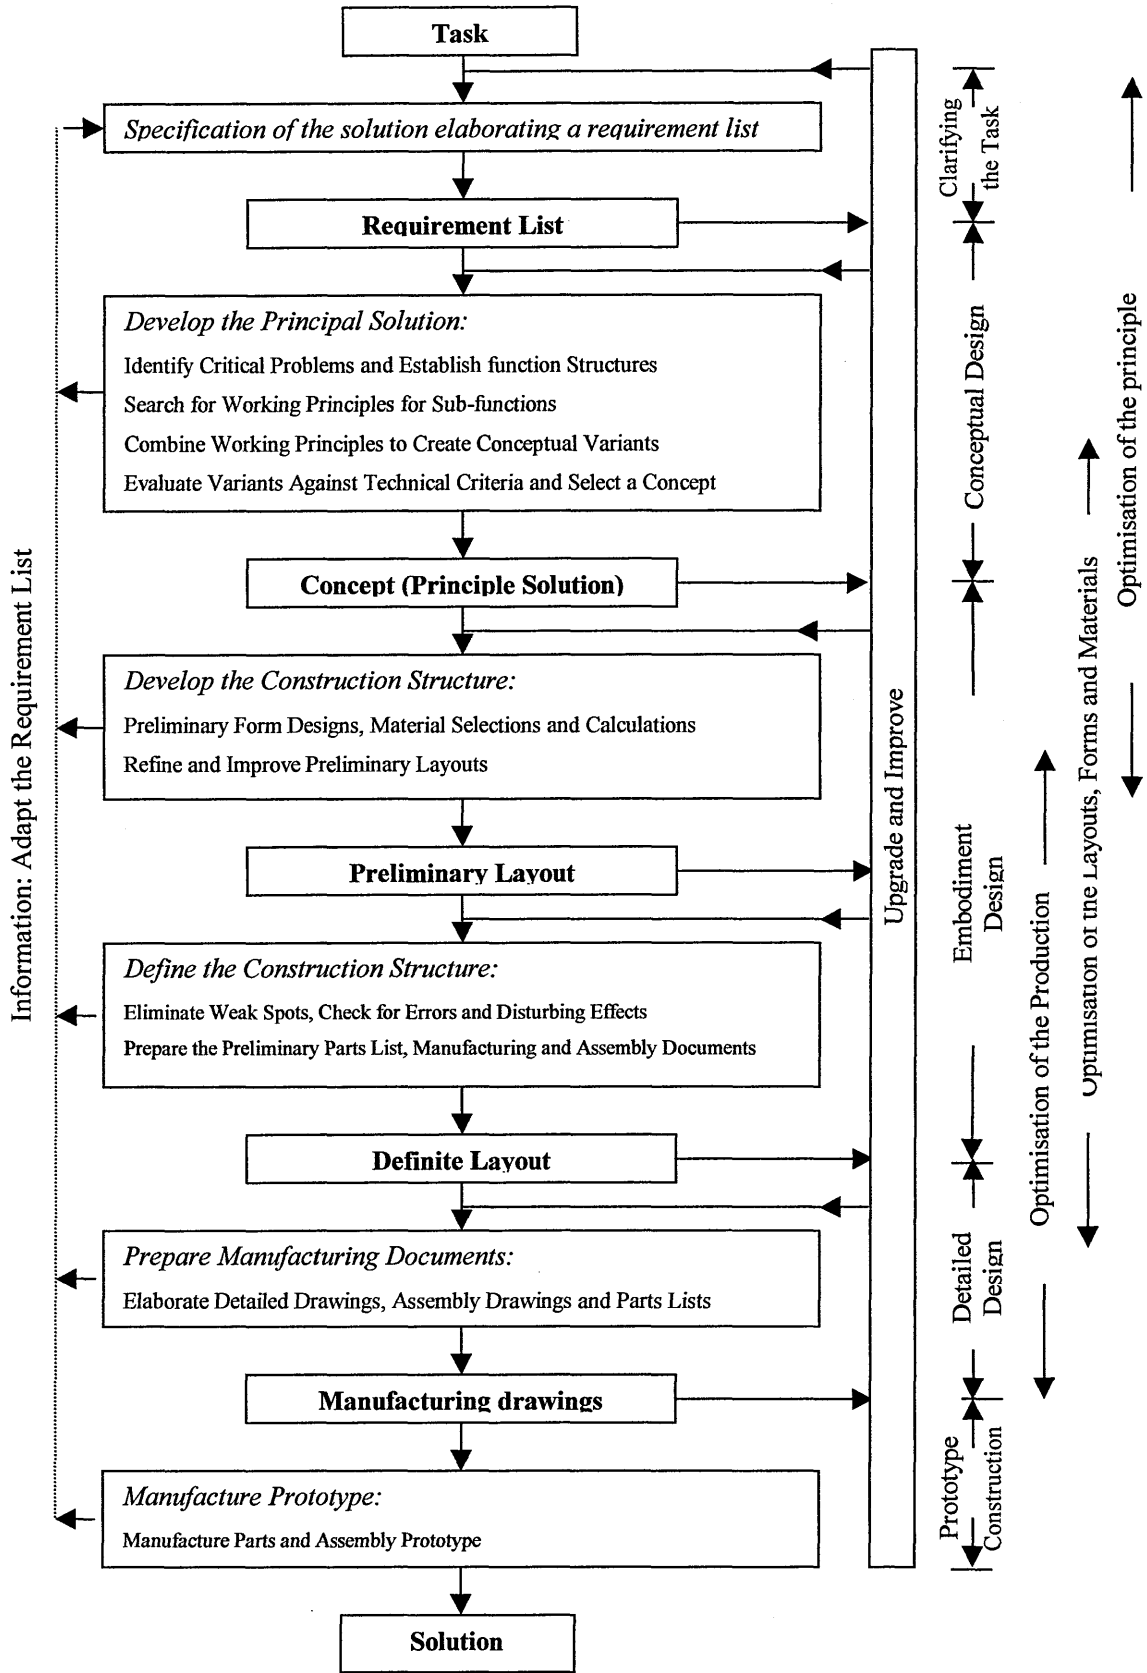 Task
Specification of the solution elaborating a requirement list
Requirement List
Develop the Principal Solution:
Identify Critical Problems and Establish function Structures
Search for Working Principles for Sub-functions
Combine Working Principles to Create Conceptual Variants
Evaluate Variants Against Technical Criteria and Select a Concept
Concept (Principle Solution)
Develop the Construction Structure:
Preliminary Form Designs, Material Selections and Calculations
Refine and Improve Preliminary Layouts
Preliminary Layout
Define the Construction Structure:
Eliminate Weak Spots, Check for Errors and Disturbing Effects
Prepare the Preliminary Parts List, Manufacturing and Assembly Documents
Definite Layout
Prepare Manufacturing Documents:
Elaborate Detailed Drawings, Assembly Drawings and Parts Lists
Manufacturing drawings
Manufacture Prototype:
Manufacture Parts and Assembly Prototype
Solution
Information: Adapt the Requirement List
Upgrade and Improve
Clarifying
the Task
Conceptual Design
Embodiment
Design
Detailed
Design
Prototype
Construction
Optimisation of the Production
Optimisation of the Layouts, Forms and Materials
Optimisation of the principle